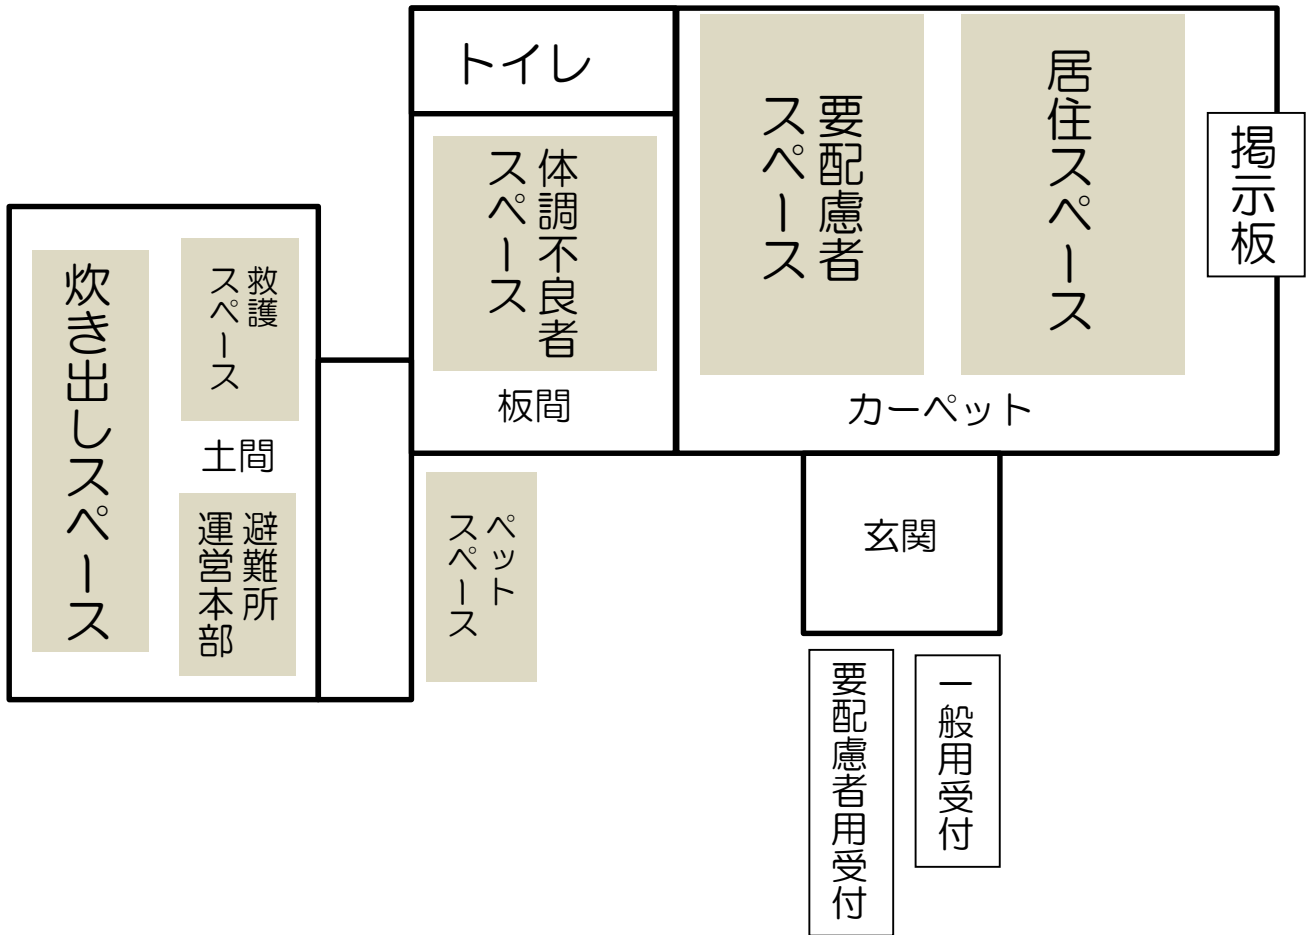 トイレ
要配慮者
スペース
居住スペース
掲示板
体調不良者
スペース
板間
カーペット
炊き出しスペース
救護
スペース
土間
避難所
運営本部
ペット
スペース
玄関
要配慮者用受付
一般用受付